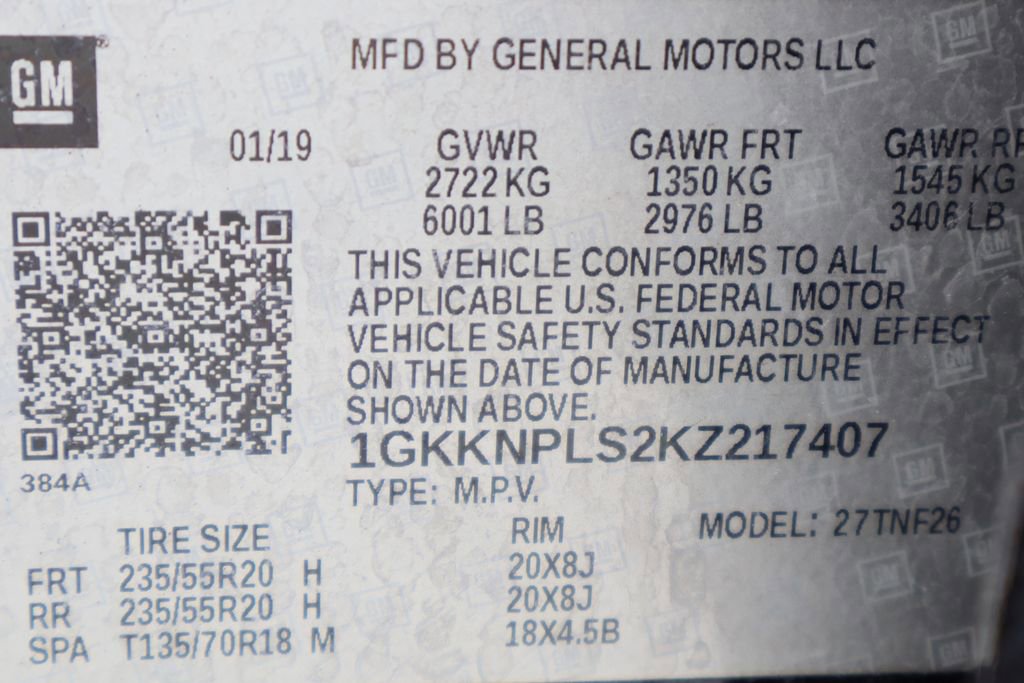 GM
MFD BY GENERAL MOTORS LLC
01/19 GVWR GAWR FRT GAWR RR
2722 KG 1350 KG 1545 KG
6001 LB 2976 LB 3406 LB
THIS VEHICLE CONFORMS TO ALL
APPLICABLE U.S. FEDERAL MOTOR
VEHICLE SAFETY STANDARDS IN EFFECT
ON THE DATE OF MANUFACTURE
SHOWN ABOVE.
1GKKNPLS2KZ217407
384A
TYPE: M.P.V.
TIRE SIZE RIM MODEL: 27TNF26
FRT 235/55R20 H 20X8J
RR 235/55R20 H 20X8J
SPA T135/70R18 M 18X4.5B